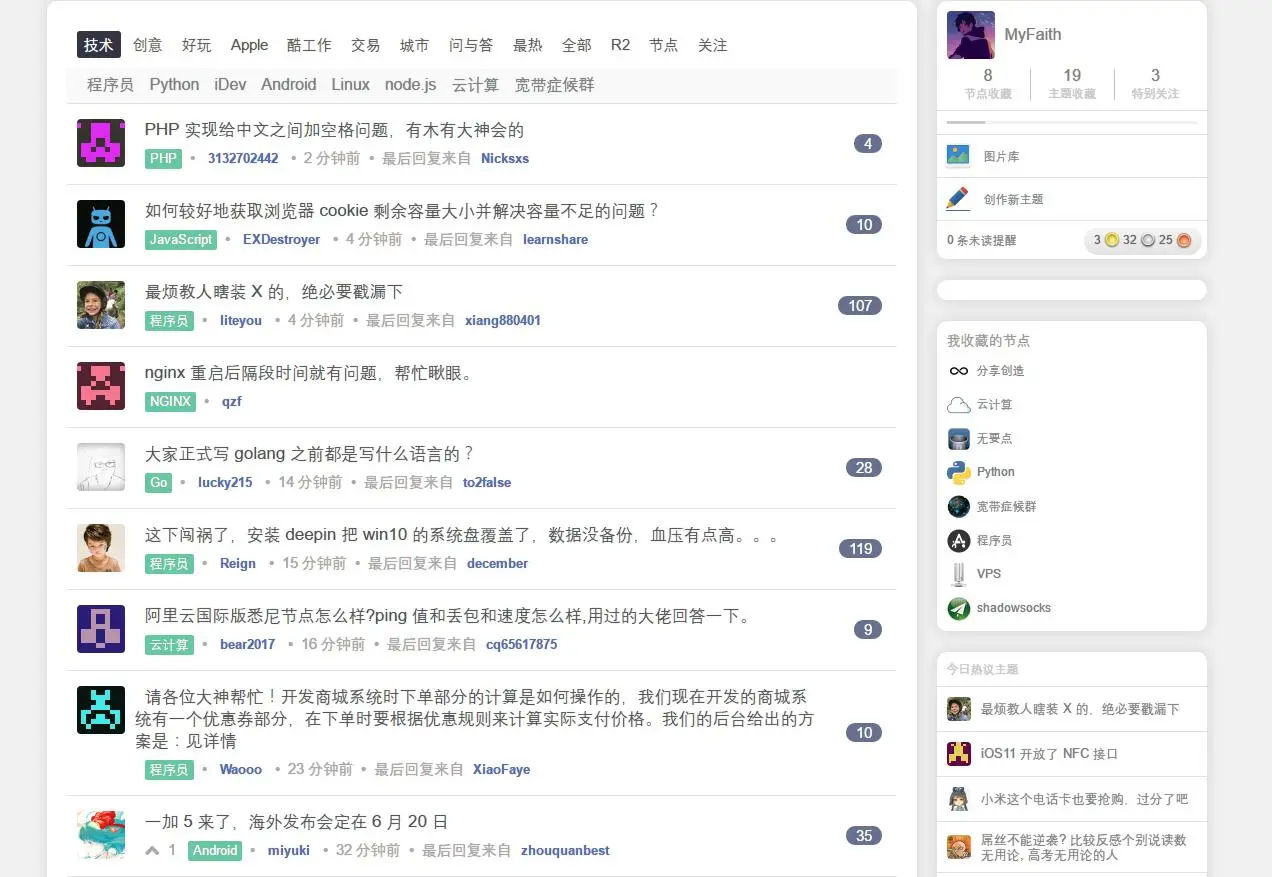 技术 创意 好玩 Apple 酷工作 交易 城市 问与答 最热 全部 R2 节点 关注
程序员 Python iDev Android Linux node.js 云计算 宽带症候群
PHP 实现给中文之间加空格问题，有木有大神会的
PHP • 3132702442 • 2 分钟前 • 最后回复来自 Nicksxs
4
如何较好地获取浏览器 cookie 剩余容量大小并解决容量不足的问题？
JavaScript • EXDestroyer • 4 分钟前 • 最后回复来自 learnshare
10
最烦教人瞎装 X 的，绝必要戳漏下
程序员 • liteyou • 4 分钟前 • 最后回复来自 xiang880401
107
nginx 重启后隔段时间就有问题，帮忙瞅眼。
NGINX • qzf
大家正式写 golang 之前都是写什么语言的？
Go • lucky215 • 14 分钟前 • 最后回复来自 to2false
28
这下闯祸了，安装 deepin 把 win10 的系统盘覆盖了，数据没备份，血压有点高。。。
程序员 • Reign • 15 分钟前 • 最后回复来自 december
119
阿里云国际版悉尼节点怎么样?ping 值和丢包和速度怎么样,用过的大佬回答一下。
云计算 • bear2017 • 16 分钟前 • 最后回复来自 cq65617875
9
请各位大神帮忙！开发商城系统时下单部分的计算是如何操作的，我们现在开发的商城系
统有一个优惠券部分，在下单时要根据优惠规则来计算实际支付价格。我们的后台给出的方
案是：见详情
程序员 • Waooo • 23 分钟前 • 最后回复来自 XiaoFaye
10
一加 5 来了，海外发布会定在 6 月 20 日
1 Android • miyuki • 32 分钟前 • 最后回复来自 zhouquanbest
35
MyFaith
8 19 3
节点收藏 主题收藏 特别关注
图片库
创作新主题
0 条未读提醒 3 32 25
我收藏的节点
分享创造
云计算
无要点
Python
宽带症候群
程序员
VPS
shadowsocks
今日热议主题
最烦教人瞎装 X 的，绝必要戳漏下
iOS11 开放了 NFC 接口
小米这个电话卡也要抢购，过分了吧
屌丝不能逆袭? 比较反感个别说读数
无用论, 高考无用论的人